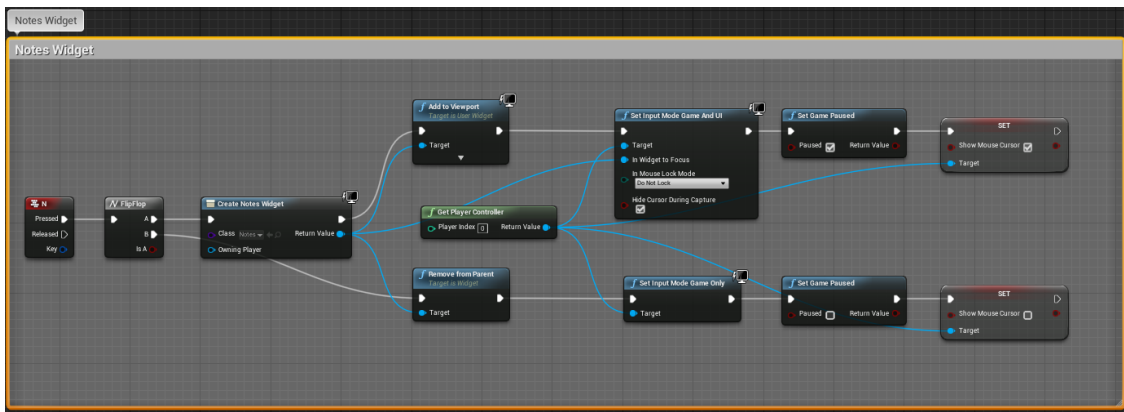 Notes Widget
Notes Widget
N
Pressed
Released
Key
FlipFlop
A
B
Is A
Create Notes Widget
Class Notes
Return Value
Owning Player
f Add to Viewport
Target is User Widget
Target
f Get Player Controller
Player Index 0
Return Value
f Remove from Parent
Target is Widget
Target
f Set Input Mode Game And UI
Target
In Widget to Focus
In Mouse Lock Mode
Do Not Lock
Hide Cursor During Capture
f Set Game Paused
Paused
Return Value
SET
Show Mouse Cursor
Target
f Set Input Mode Game Only
Target
f Set Game Paused
Paused
Return Value
SET
Show Mouse Cursor
Target